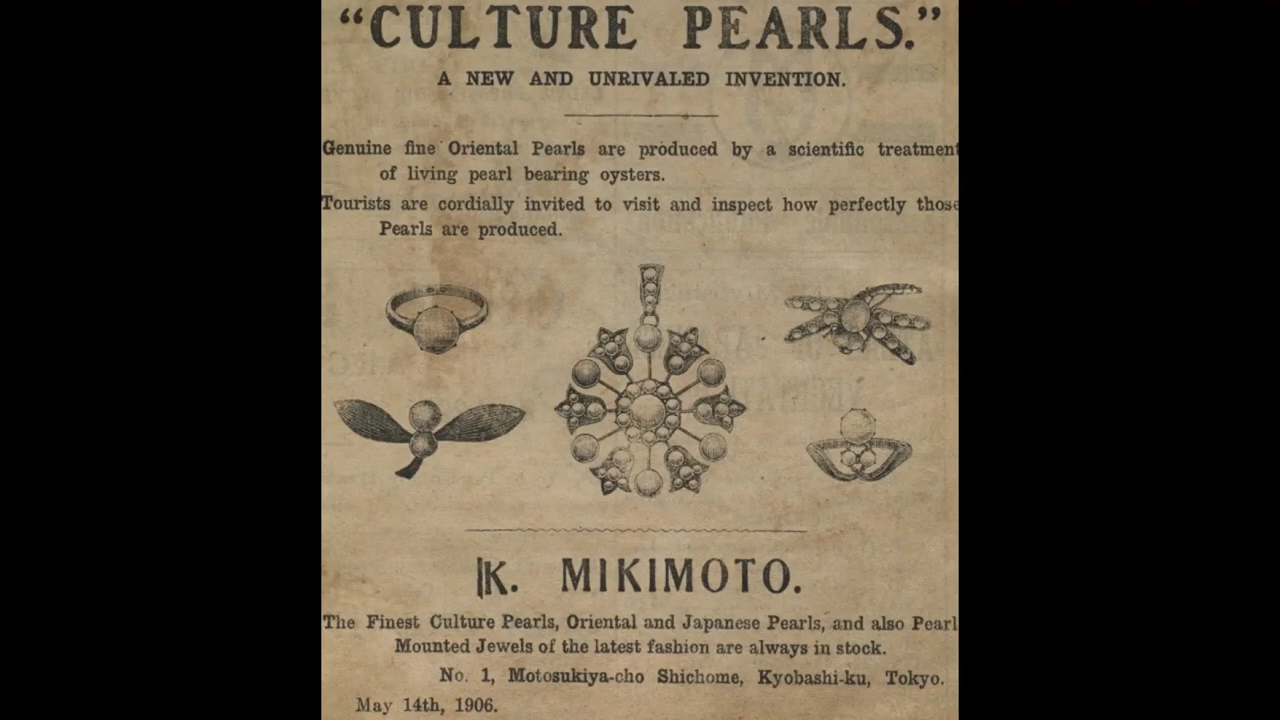 "CULTURE PEARLS."
A NEW AND UNRIVALED INVENTION.
Genuine fine Oriental Pearls are produced by a scientific treatment
of living pearl bearing oysters.
Tourists are cordially invited to visit and inspect how perfectly those
Pearls are produced.
K. MIKIMOTO.
The Finest Culture Pearls, Oriental and Japanese Pearls, and also Pearl
Mounted Jewels of the latest fashion are always in stock.
No. 1, Motosukiya-cho Shichome, Kyobashi-ku, Tokyo.
May 14th, 1906.